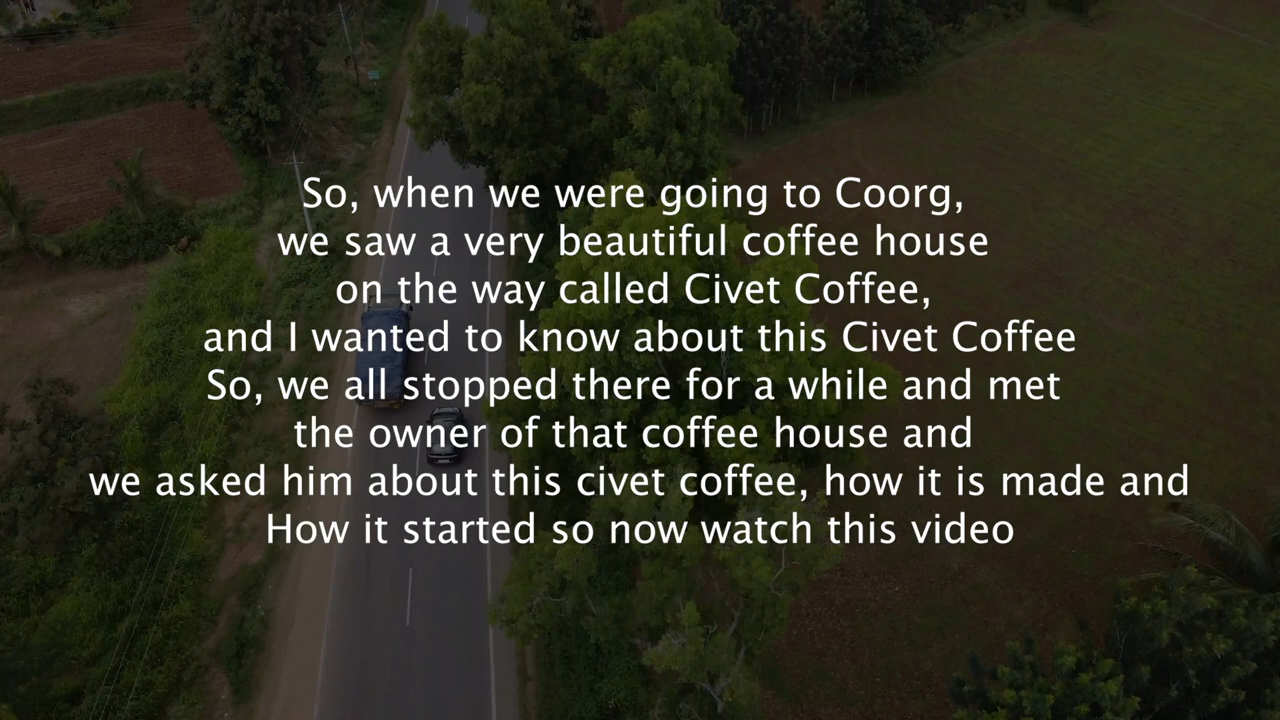 So, when we were going to Coorg,
we saw a very beautiful coffee house
on the way called Civet Coffee,
and I wanted to know about this Civet Coffee
So, we all stopped there for a while and met
the owner of that coffee house and
we asked him about this civet coffee, how it is made and
How it started so now watch this video